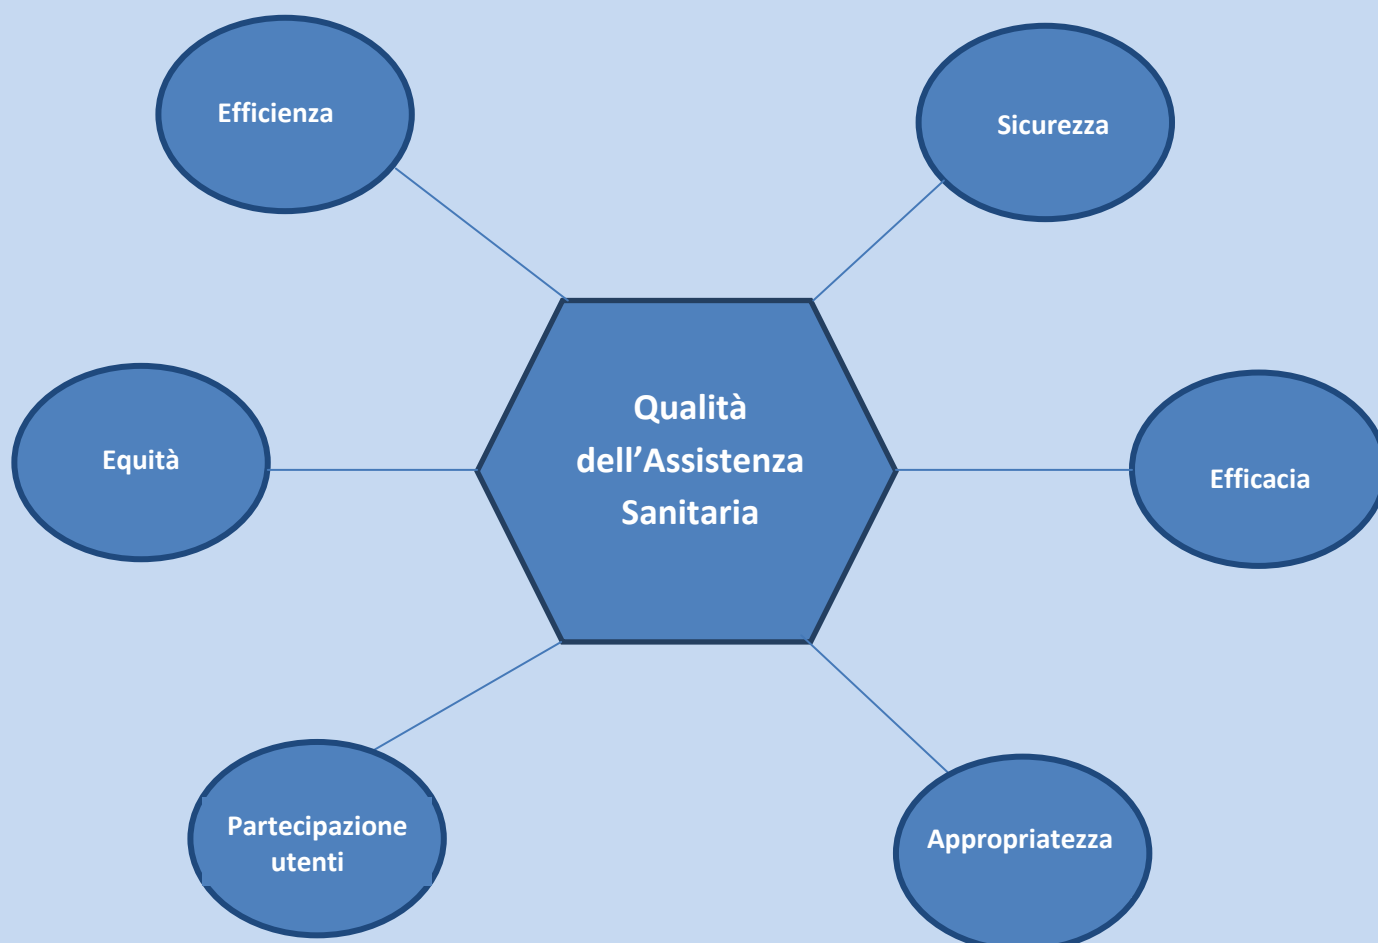 Efficienza
Sicurezza
Qualità
dell’Assistenza
Sanitaria
Equità
Efficacia
Partecipazione
utenti
Appropriatezza